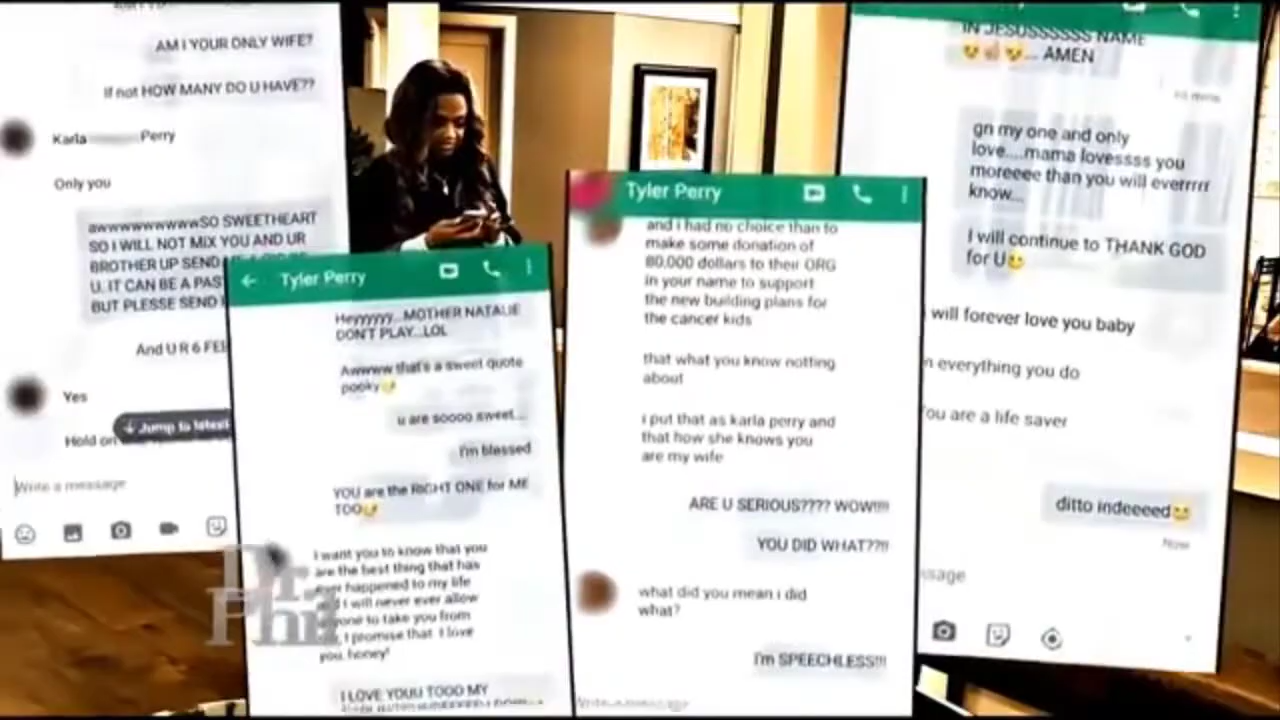 AM I YOUR ONLY WIFE?
If not HOW MANY DO U HAVE??
Karla
Perry
Only you
awwwwwwwwwSO SWEETHEART
SO I WILL NOT MIX YOU AND UR
BROTHER UP SEND
U. IT CAN BE A PAS
BUT PLESSE SEND
And U R 6 FE
Yes
Jump to latest
Hold on
Write a message
Tyler Perry
Heyyyyyy...MOTHER NATALIE
DON'T PLAY...LOL
Awwww that's a sweet quote
pooky
u are soooo sweet...
I'm blessed
YOU are the RIGHT ONE for ME
TOO
I want you to know that you
are the best thing that has
ever happened to my life
I will never ever allow
anyone to take you from
I promise that I love
you, honey!
I LOVE YOUU TOOO MY
Dr.
Phil
Tyler Perry
and i had no choice than to
make some donation of
80,000 dollars to their ORG
in your name to support
the new building plans for
the cancer kids
that what you know notting
about
i put that as karla perry and
that how she knows you
are my wife
ARE U SERIOUS???? WOW!!!!
YOU DID WHAT??!!
what did you mean i did
what?
I'm SPEECHLESS!!!
Write a message
IN JESUSSSSSS NAME
... AMEN
mins
gn my one and only
love....mama lovessss you
moreeee than you will everrrrr
know...
I will continue to THANK GOD
for U
will forever love you baby
everything you do
You are a life saver
ditto indeeeed
Now
ssage